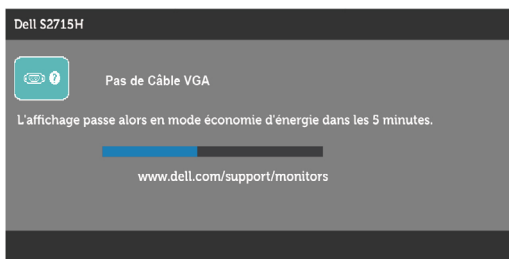 Dell S2715H
?
Pas de Câble VGA
L'affichage passe alors en mode économie d'énergie dans les 5 minutes.
www.dell.com/support/monitors